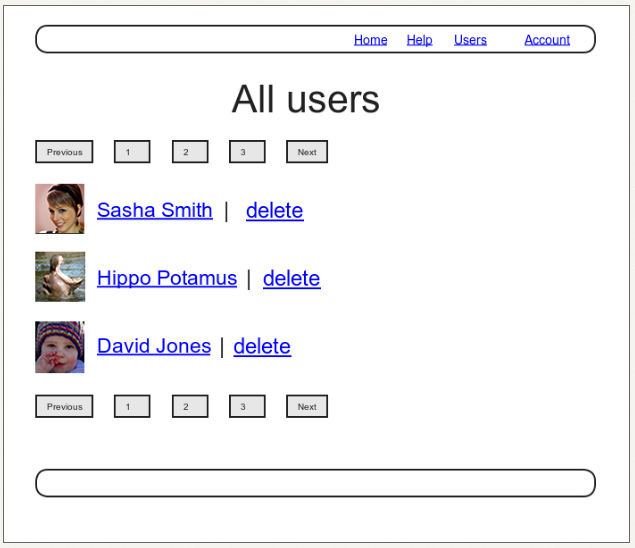 Home Help Users Account
All users
Previous 1 2 3 Next
Sasha Smith | delete
Hippo Potamus | delete
David Jones | delete
Previous 1 2 3 Next